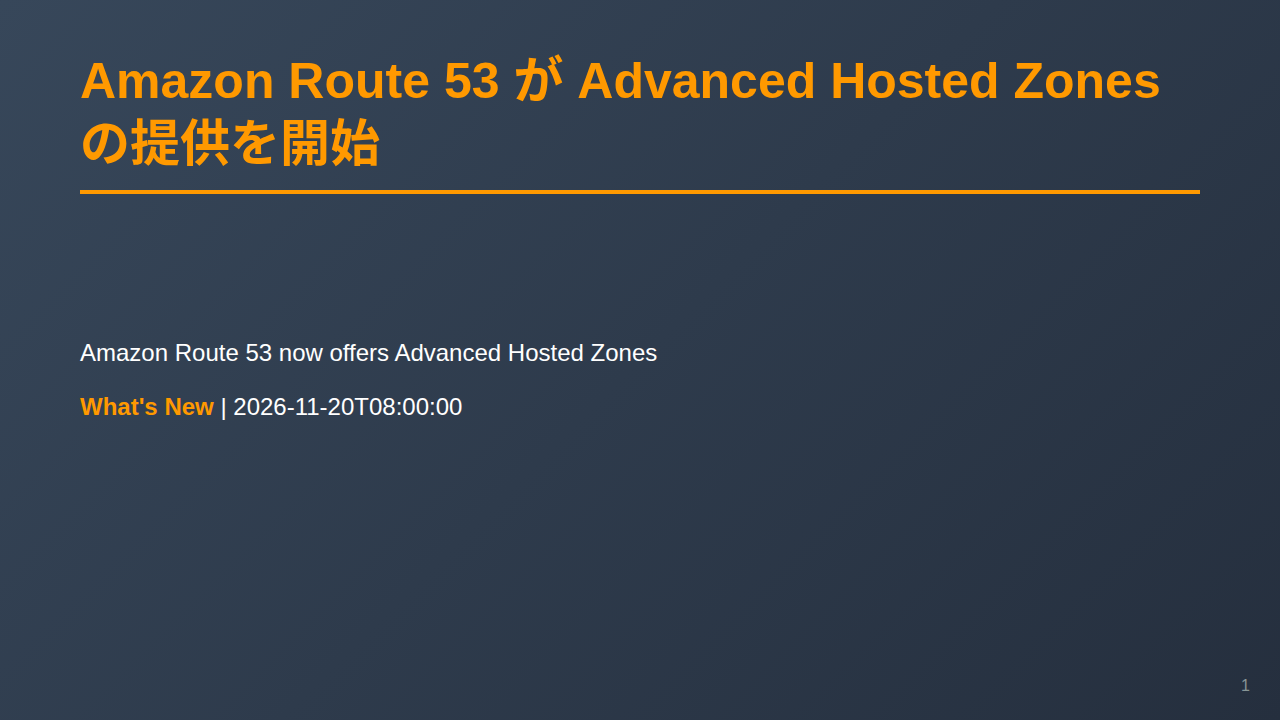 Amazon Route 53 が Advanced Hosted Zones
の提供を開始
Amazon Route 53 now offers Advanced Hosted Zones
What's New | 2026-11-20T08:00:00
1